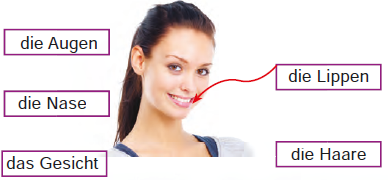 die Augen
die Nase
das Gesicht
die Lippen
die Haare